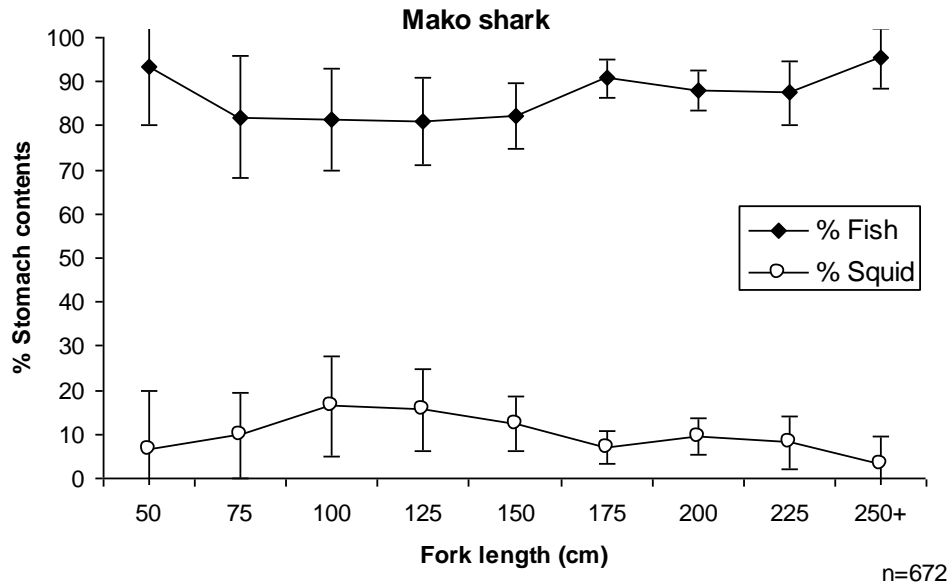 Mako shark
100
90
80
70
60
50
40
30
20
10
0
% Stomach contents
% Fish
% Squid
50 75 100 125 150 175 200 225 250+
Fork length (cm)
n=672